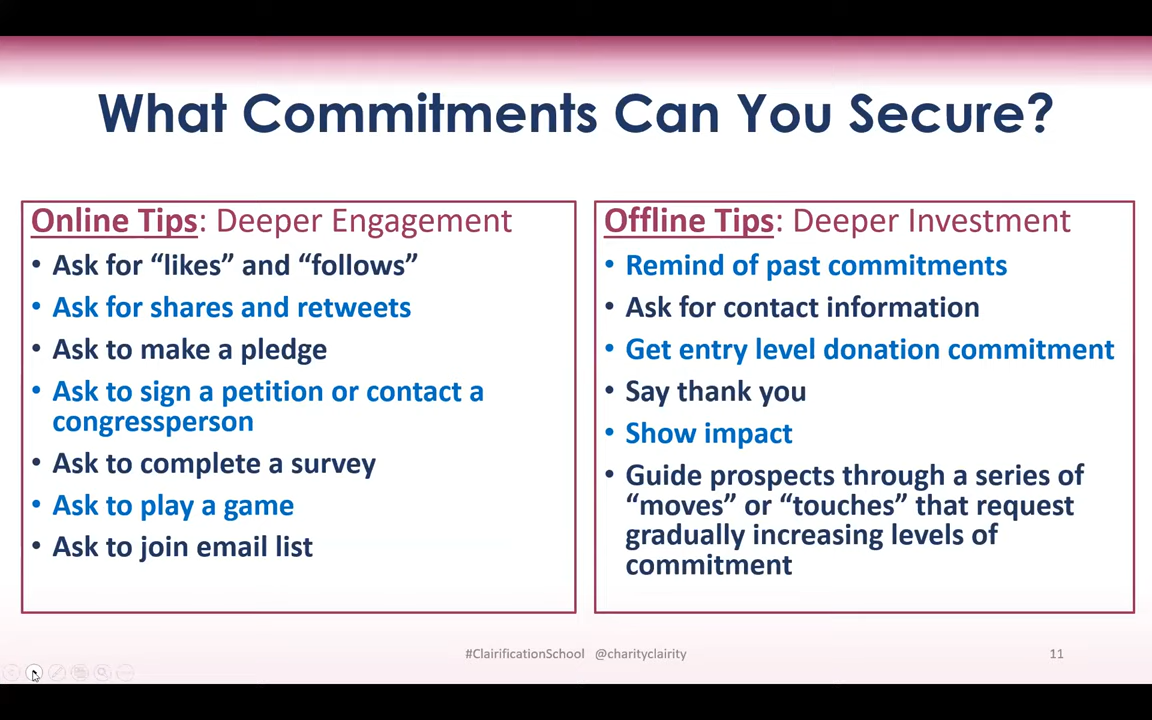 What Commitments Can You Secure?
Online Tips: Deeper Engagement
• Ask for “likes” and “follows”
• Ask for shares and retweets
• Ask to make a pledge
• Ask to sign a petition or contact a
congressperson
• Ask to complete a survey
• Ask to play a game
• Ask to join email list
Offline Tips: Deeper Investment
• Remind of past commitments
• Ask for contact information
• Get entry level donation commitment
• Say thank you
• Show impact
• Guide prospects through a series of
“moves” or “touches” that request
gradually increasing levels of
commitment
#ClairificationSchool @charityclairity
11